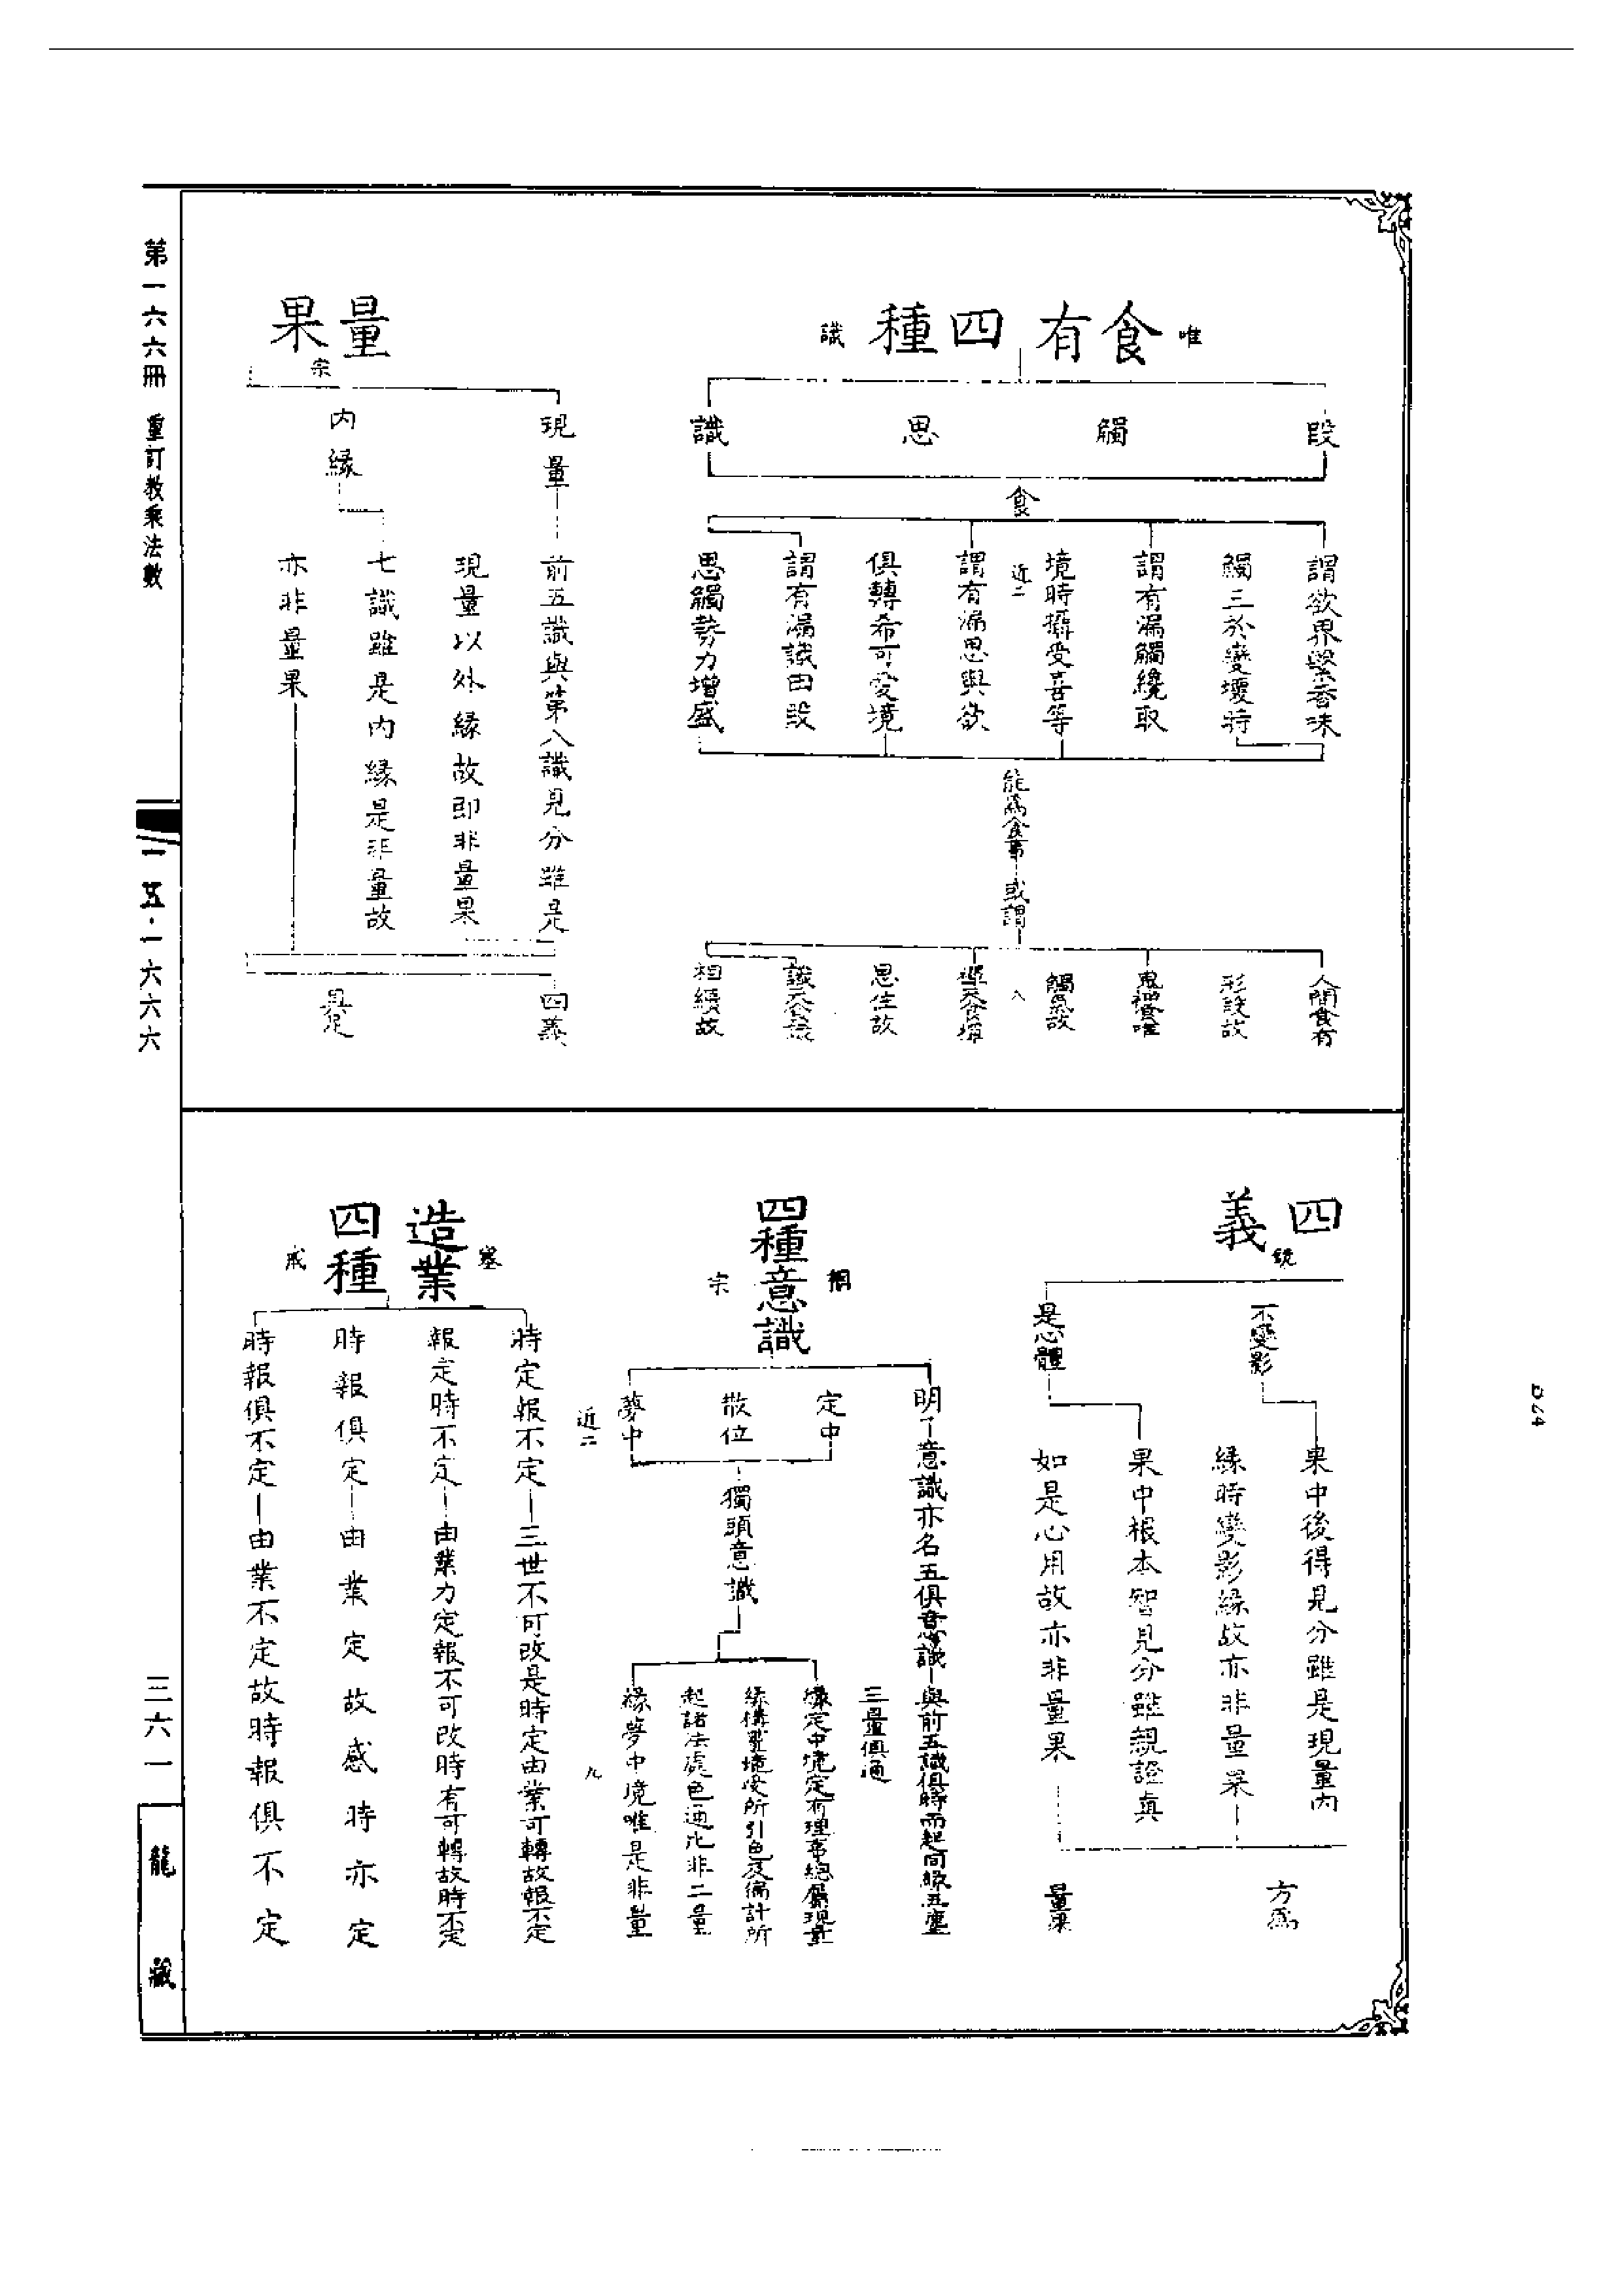 食有四種
唯
識
段
觸
思
識
食
謂欲界繫香味
觸三於變壞時
謂有漏觸纔取
境時攝受喜等
近二
謂有漏思與欲
俱轉希可愛境
謂有漏識由段
思觸勢力增盛
能為食事
或謂
人間食有
形段故
鬼神食唯
觸氣故
八
禪天食禪
思住故
相續故
量果
宗
現量
前五識與第八識見分雖是
現量以外緣故即非量果
內緣
七識雖是內緣是非量故
亦非量果
四義
具足
四義
鏡
不變影
果中後得見分雖是現量內
緣時變影緣故亦非量果
是心體
果中根本智見分雖親證真
如是心用故亦非量果
方為
量果
四種意識
宗
明了意識亦名五俱意識
與前五識俱時而起同緣五塵
三量俱通
定中
散位
夢中
獨頭意識
緣定中境定有理事總屬現量
緣構獲境受所引色及徧計所
起諸法處色通比非二量
緣夢中境唯是非量
近二
九
造業
四種
戒
時定報不定
三世不可改是時定由業可轉故報不定
報定時不定
由業力定報不可改時有可轉故時不定
時報俱定
由業定故感時亦定
時報俱不定
由業不定故時報俱不定
第一六六冊
重訂教乘法數
一五·一六六六
三六一
龍藏